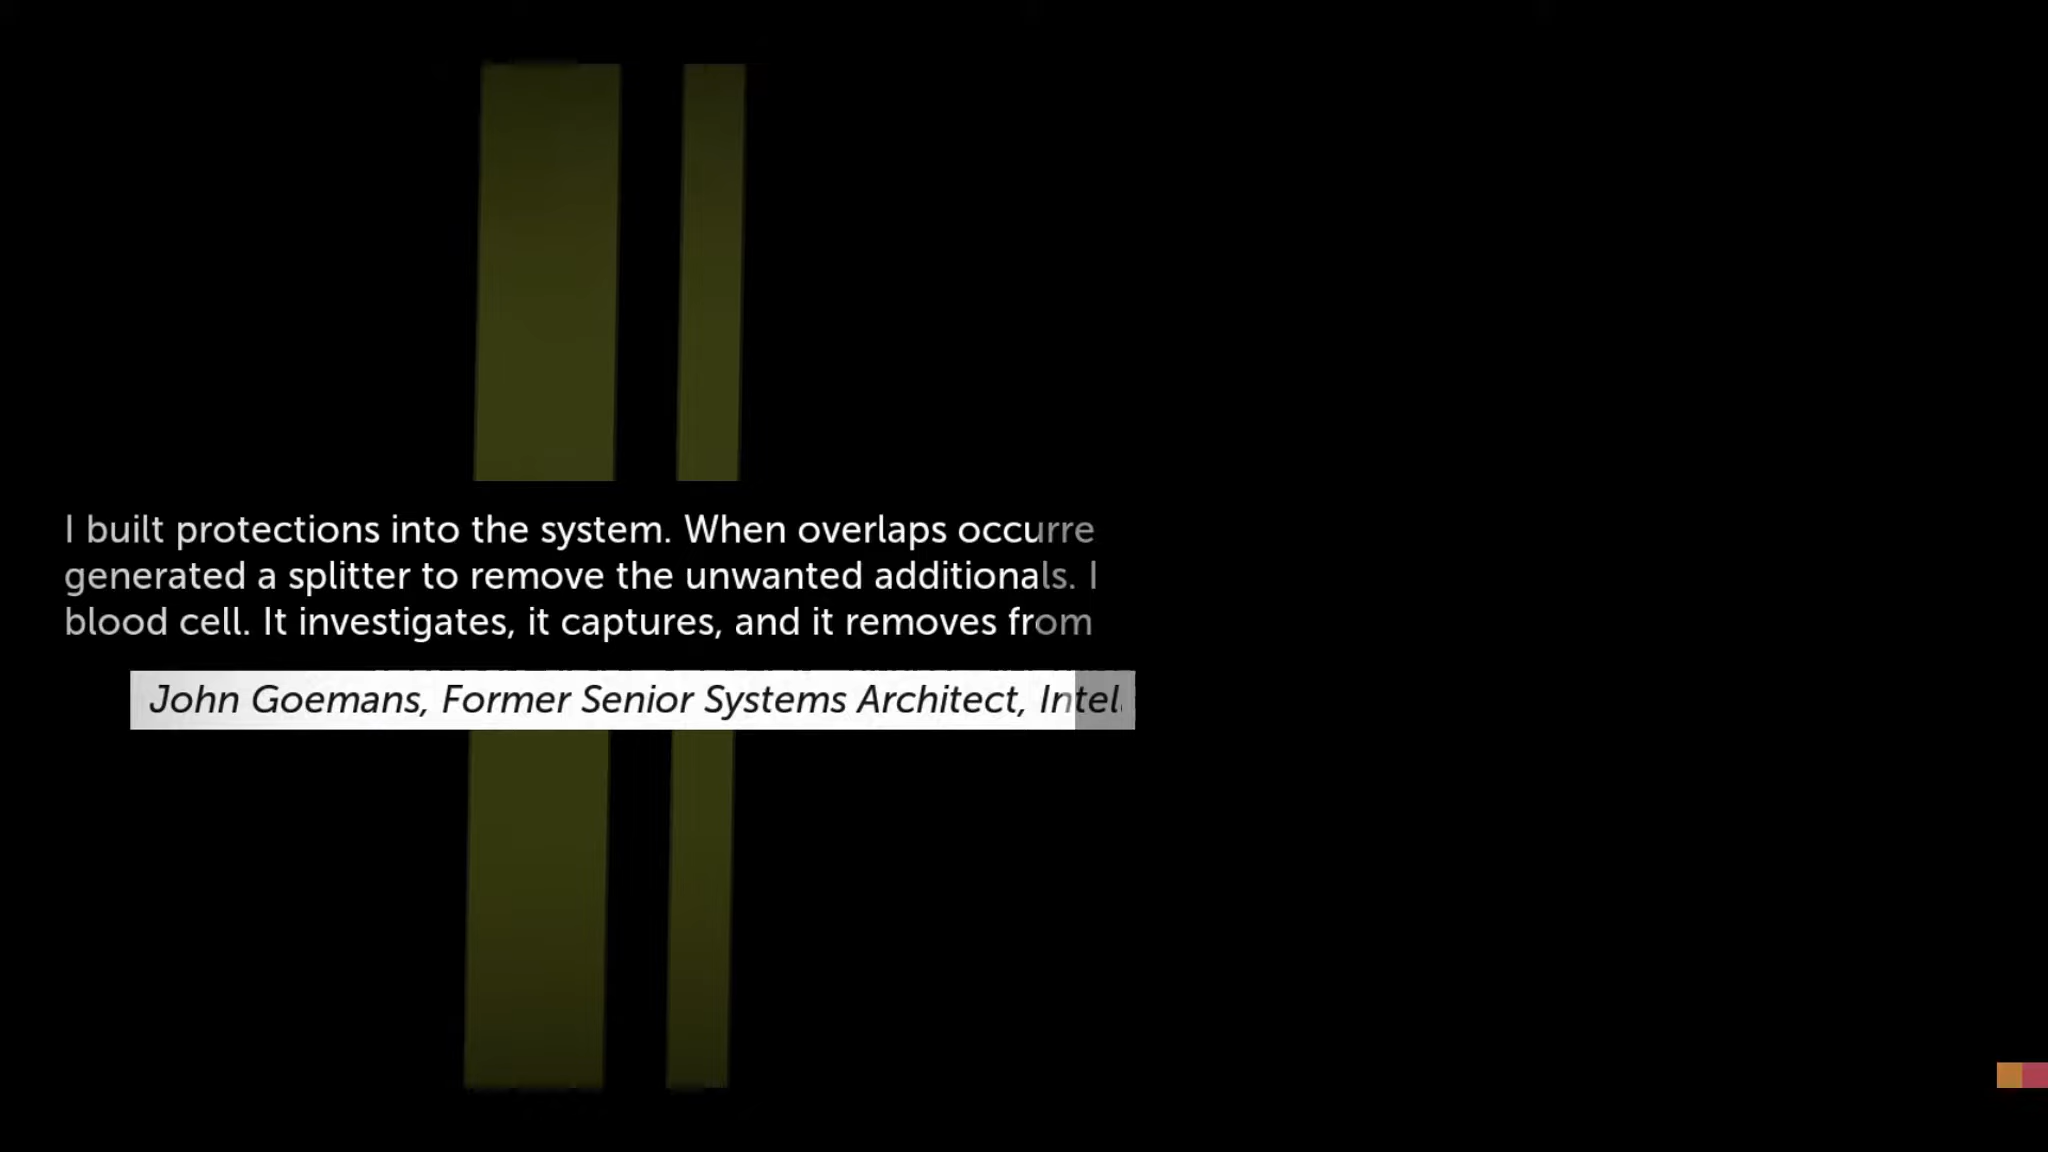 I built protections into the system. When overlaps occurre
generated a splitter to remove the unwanted additionals. I
blood cell. It investigates, it captures, and it removes from
John Goemans, Former Senior Systems Architect, Intel